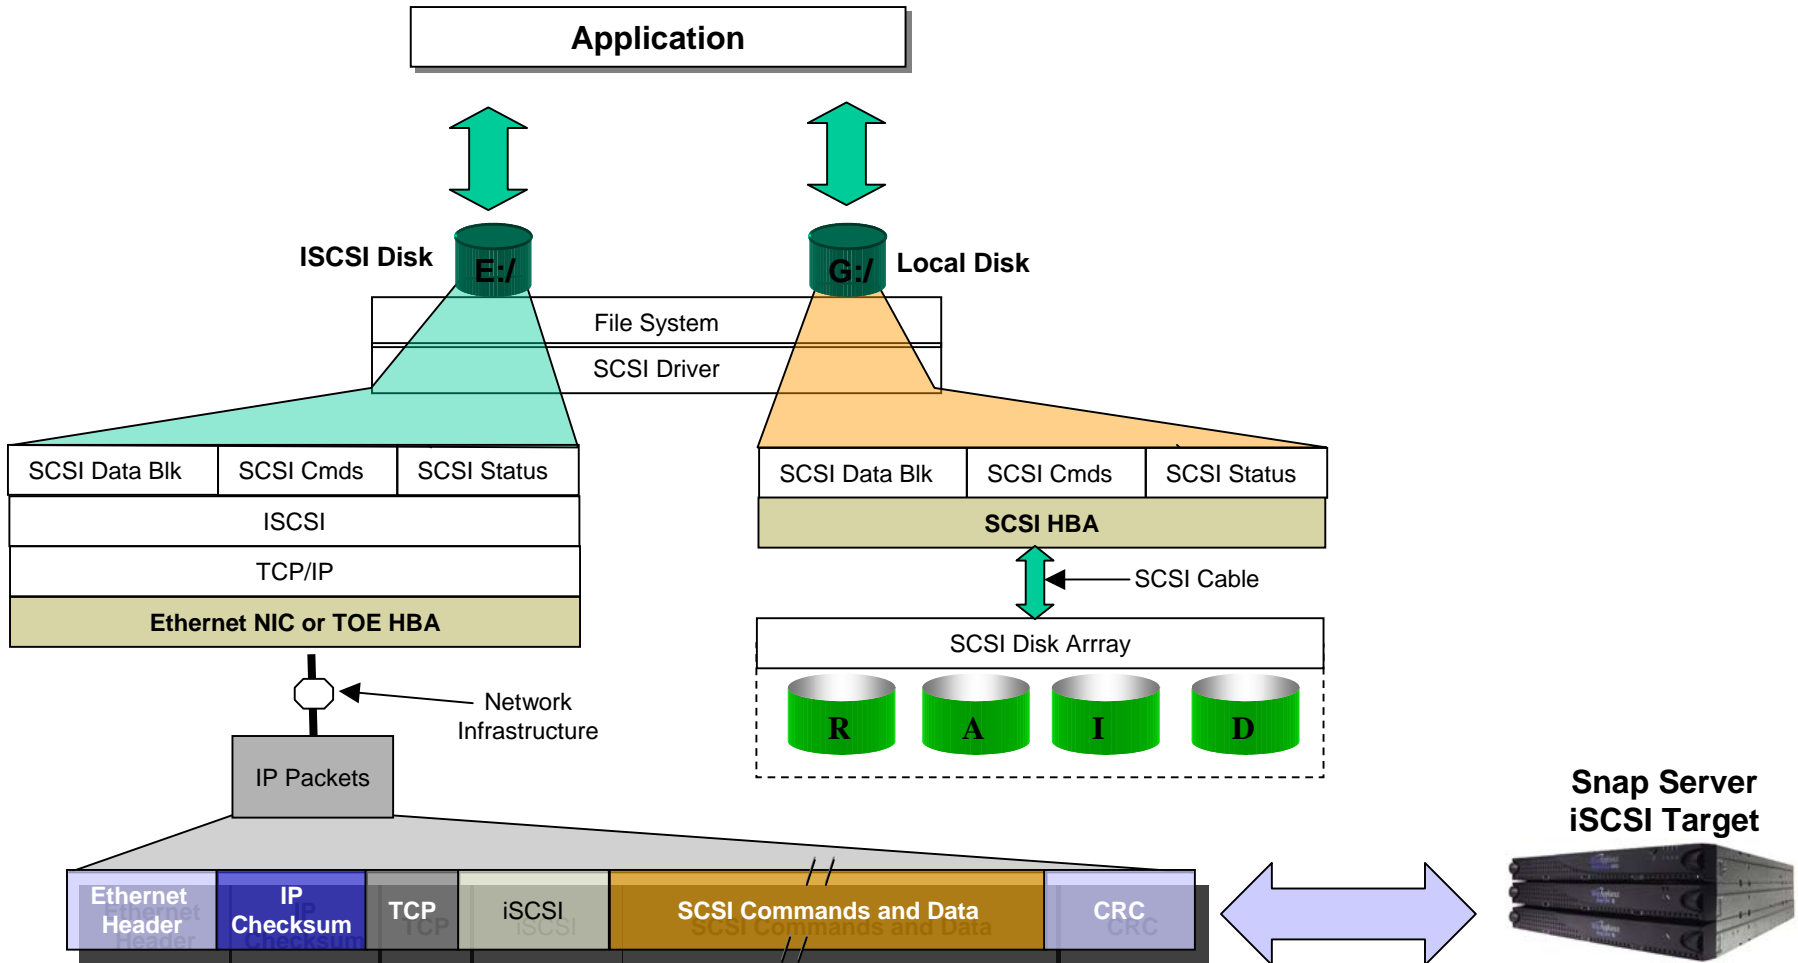 Application
ISCSI Disk
E:/
G:/
Local Disk
File System
SCSI Driver
SCSI Data Blk
SCSI Cmds
SCSI Status
ISCSI
TCP/IP
Ethernet NIC or TOE HBA
SCSI Data Blk
SCSI Cmds
SCSI Status
SCSI HBA
SCSI Cable
SCSI Disk Arrray
R A I D
Network
Infrastructure
IP Packets
Snap Server
iSCSI Target
Ethernet
Header
IP
Checksum
TCP
iSCSI
SCSI Commands and Data
CRC